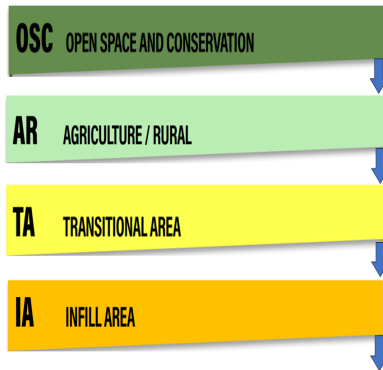 OSC OPEN SPACE AND CONSERVATION
AR AGRICULTURE / RURAL
TA TRANSITIONAL AREA
IA INFILL AREA